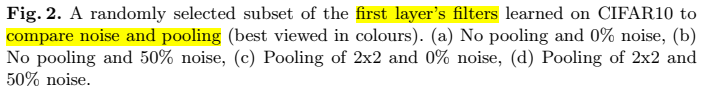 Fig. 2. A randomly selected subset of the first layer's filters learned on CIFAR10 to
compare noise and pooling (best viewed in colours). (a) No pooling and 0% noise, (b)
No pooling and 50% noise, (c) Pooling of 2x2 and 0% noise, (d) Pooling of 2x2 and
50% noise.